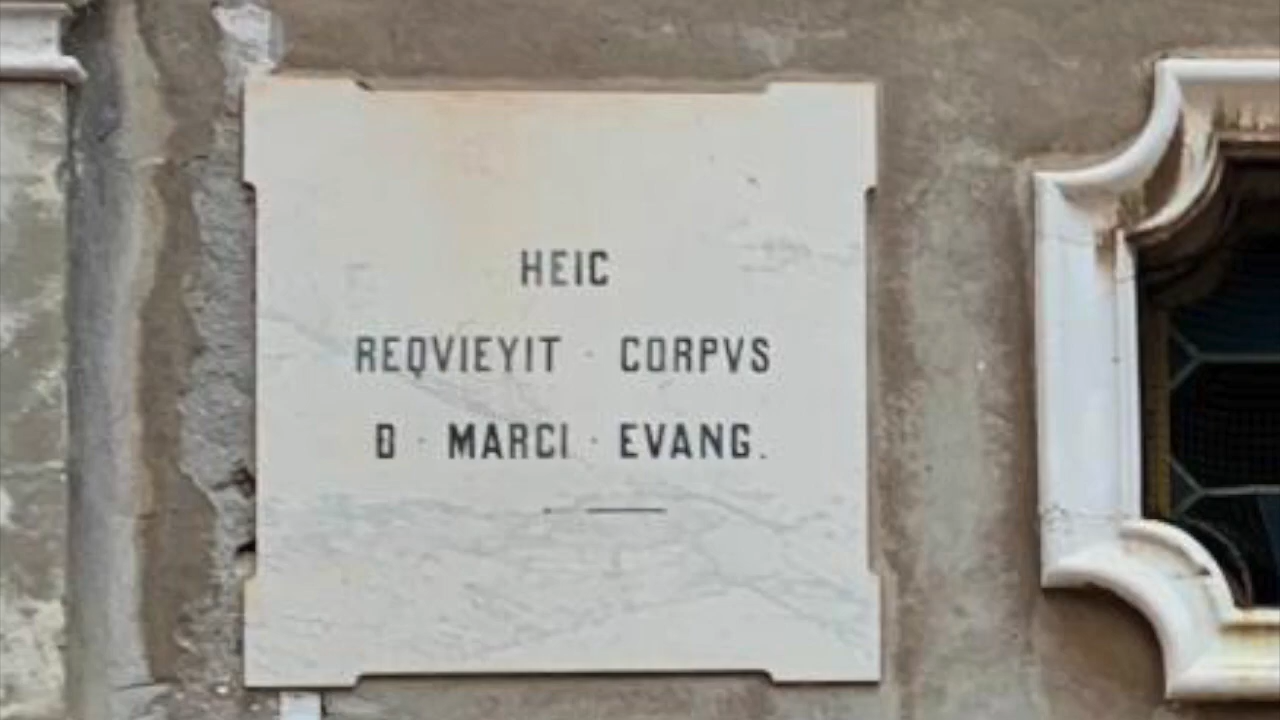 HEIC
REQVIEVIT · CORPVS
D · MARCI · EVANG.